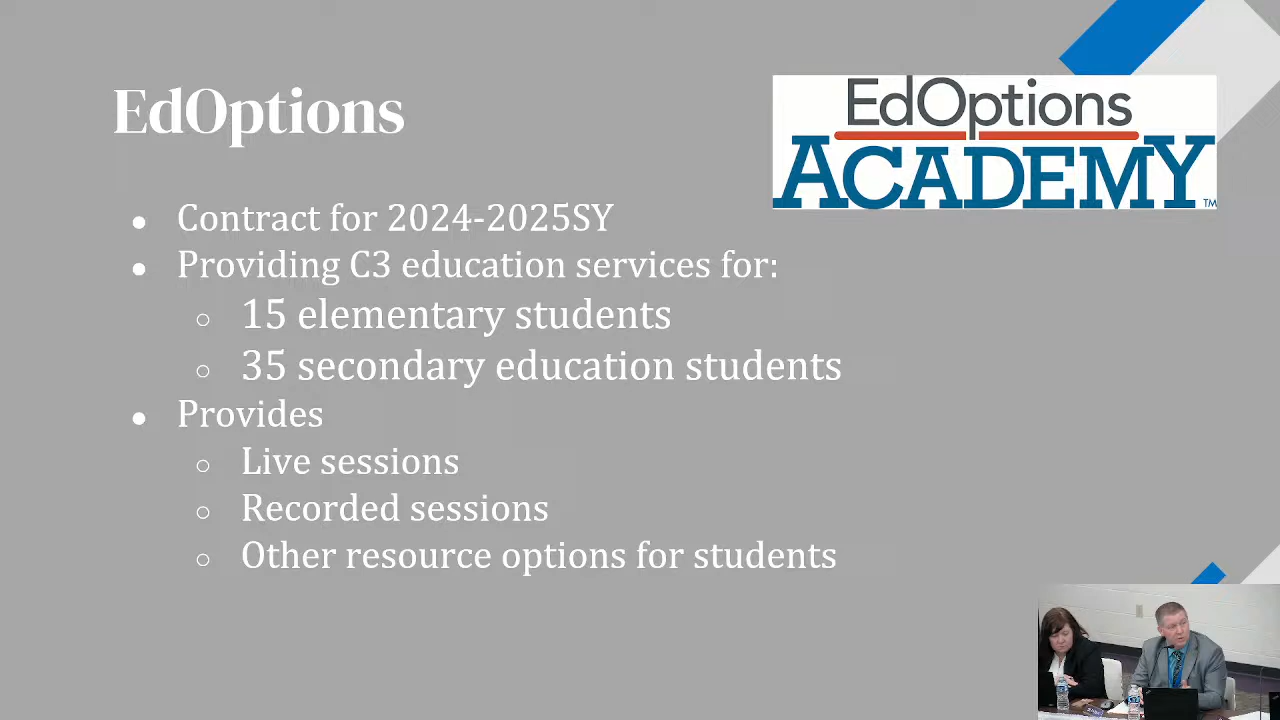 EdOptions
EdOptions
ACADEMY™
● Contract for 2024-2025SY
● Providing C3 education services for:
○ 15 elementary students
○ 35 secondary education students
● Provides
○ Live sessions
○ Recorded sessions
○ Other resource options for students